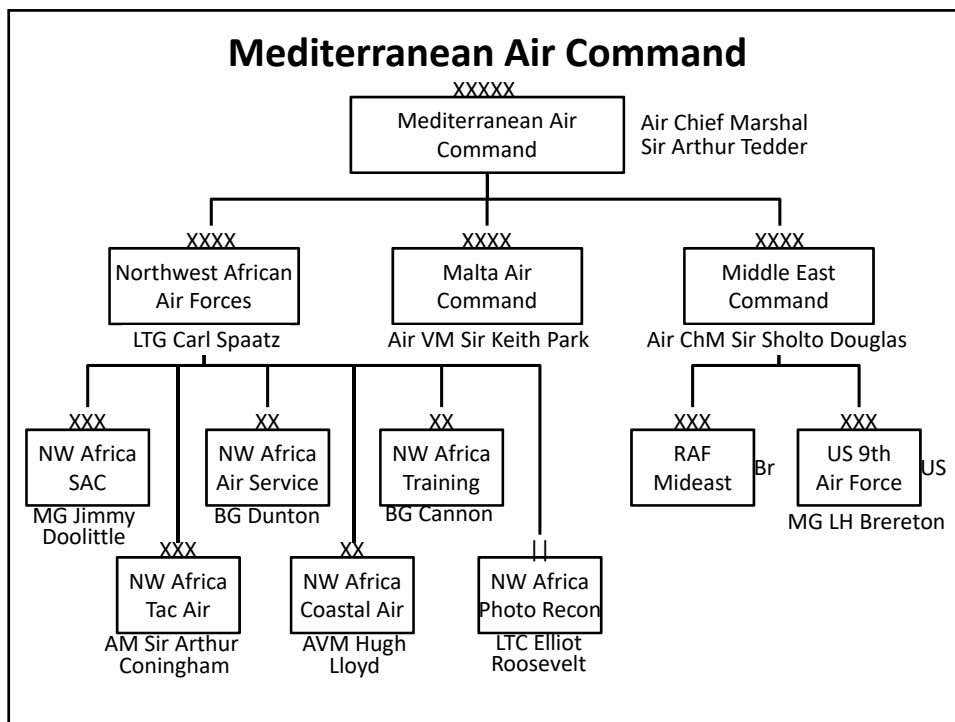 Mediterranean Air Command
XXXXX
Mediterranean Air
Command
Air Chief Marshal
Sir Arthur Tedder
XXXX
Northwest African
Air Forces
LTG Carl Spaatz
XXXX
Malta Air
Command
Air VM Sir Keith Park
XXXX
Middle East
Command
Air ChM Sir Sholto Douglas
XXX
NW Africa
SAC
MG Jimmy
Doolittle
XX
NW Africa
Air Service
BG Dunton
XX
NW Africa
Training
BG Cannon
XXX
RAF
Mideast
Br
XXX
US 9th
Air Force
US
MG LH Brereton
XXX
NW Africa
Tac Air
AM Sir Arthur
Coningham
XX
NW Africa
Coastal Air
AVM Hugh
Lloyd
||
NW Africa
Photo Recon
LTC Elliot
Roosevelt